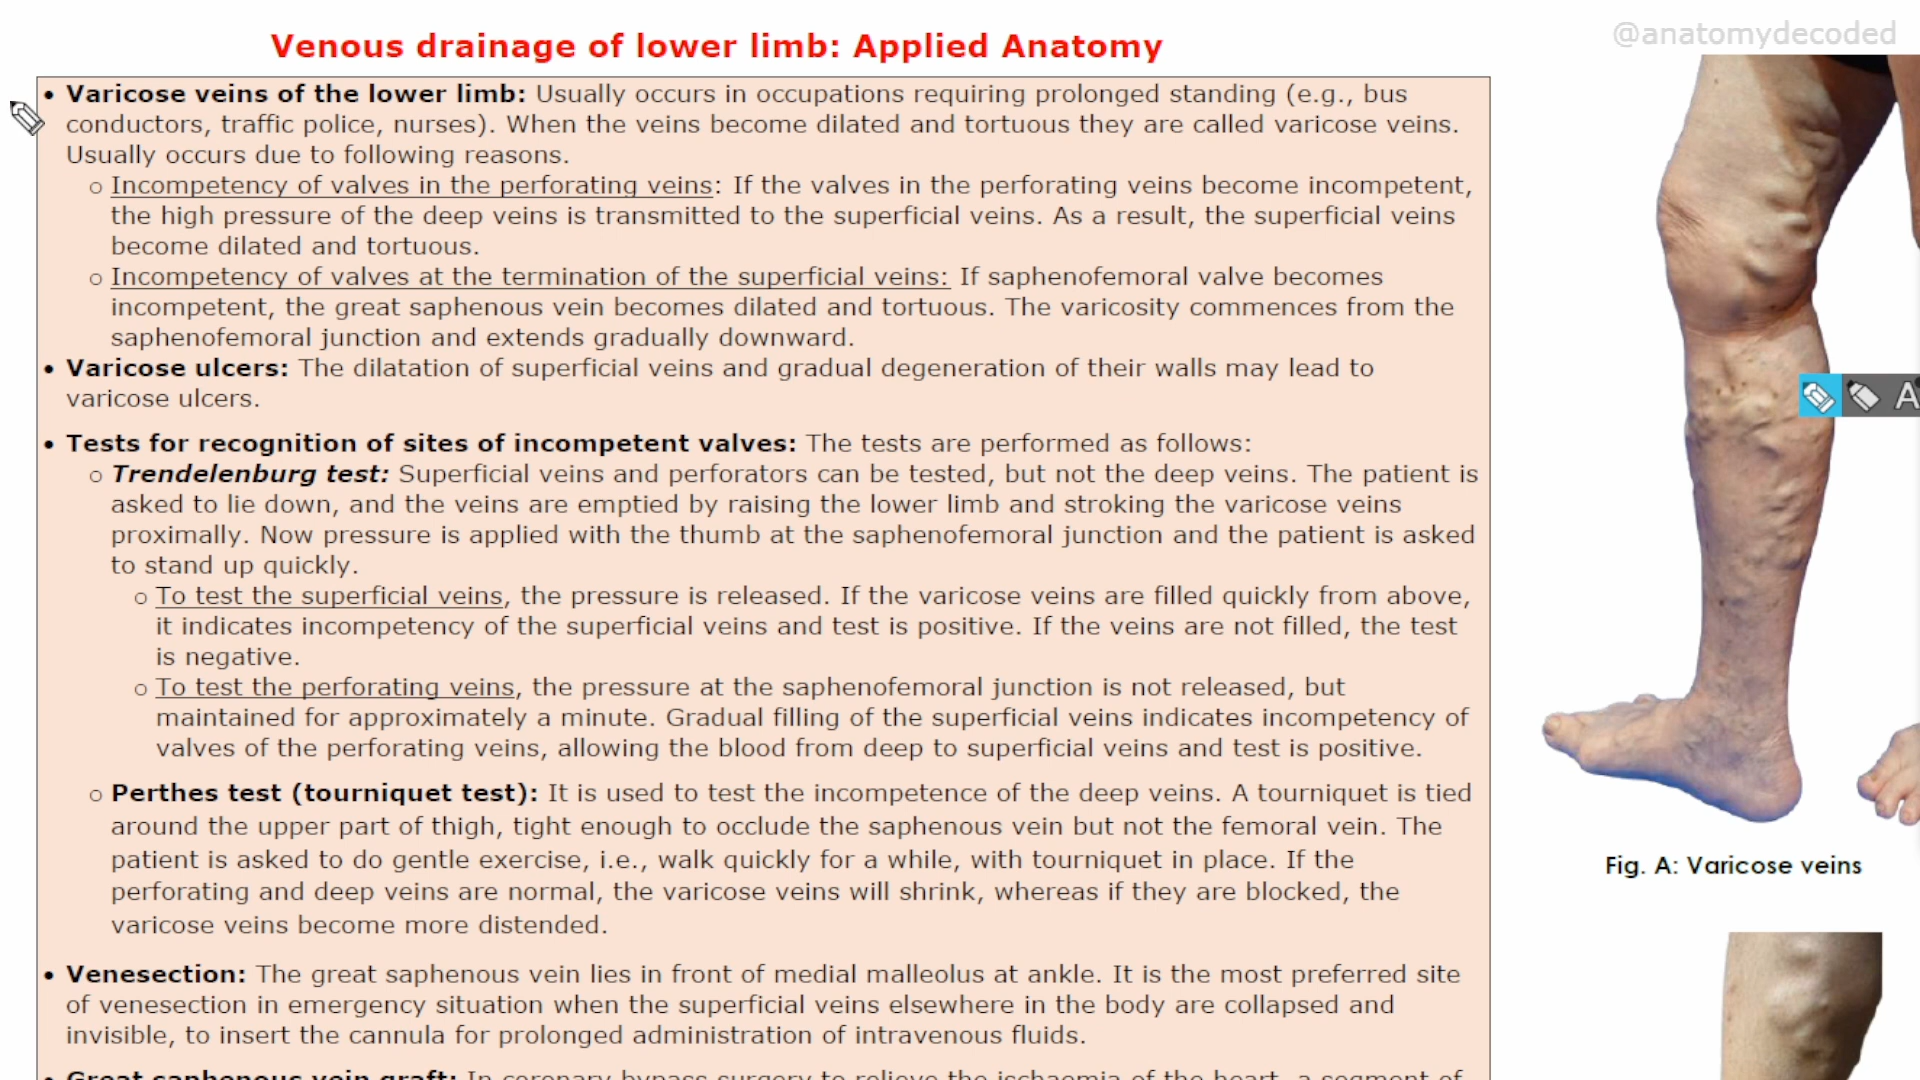 @anatomydecoded
Venous drainage of lower limb: Applied Anatomy
• Varicose veins of the lower limb: Usually occurs in occupations requiring prolonged standing (e.g., bus
conductors, traffic police, nurses). When the veins become dilated and tortuous they are called varicose veins.
Usually occurs due to following reasons.
o Incompetency of valves in the perforating veins: If the valves in the perforating veins become incompetent,
the high pressure of the deep veins is transmitted to the superficial veins. As a result, the superficial veins
become dilated and tortuous.
o Incompetency of valves at the termination of the superficial veins: If saphenofemoral valve becomes
incompetent, the great saphenous vein becomes dilated and tortuous. The varicosity commences from the
saphenofemoral junction and extends gradually downward.
• Varicose ulcers: The dilatation of superficial veins and gradual degeneration of their walls may lead to
varicose ulcers.
• Tests for recognition of sites of incompetent valves: The tests are performed as follows:
o Trendelenburg test: Superficial veins and perforators can be tested, but not the deep veins. The patient is
asked to lie down, and the veins are emptied by raising the lower limb and stroking the varicose veins
proximally. Now pressure is applied with the thumb at the saphenofemoral junction and the patient is asked
to stand up quickly.
o To test the superficial veins, the pressure is released. If the varicose veins are filled quickly from above,
it indicates incompetency of the superficial veins and test is positive. If the veins are not filled, the test
is negative.
o To test the perforating veins, the pressure at the saphenofemoral junction is not released, but
maintained for approximately a minute. Gradual filling of the superficial veins indicates incompetency of
valves of the perforating veins, allowing the blood from deep to superficial veins and test is positive.
o Perthes test (tourniquet test): It is used to test the incompetence of the deep veins. A tourniquet is tied
around the upper part of thigh, tight enough to occlude the saphenous vein but not the femoral vein. The
patient is asked to do gentle exercise, i.e., walk quickly for a while, with tourniquet in place. If the
perforating and deep veins are normal, the varicose veins will shrink, whereas if they are blocked, the
varicose veins become more distended.
• Venesection: The great saphenous vein lies in front of medial malleolus at ankle. It is the most preferred site
of venesection in emergency situation when the superficial veins elsewhere in the body are collapsed and
invisible, to insert the cannula for prolonged administration of intravenous fluids.
• Great saphenous vein graft: In coronary bypass surgery to relieve the ischaemia of the heart, a segment of
A
Fig. A: Varicose veins